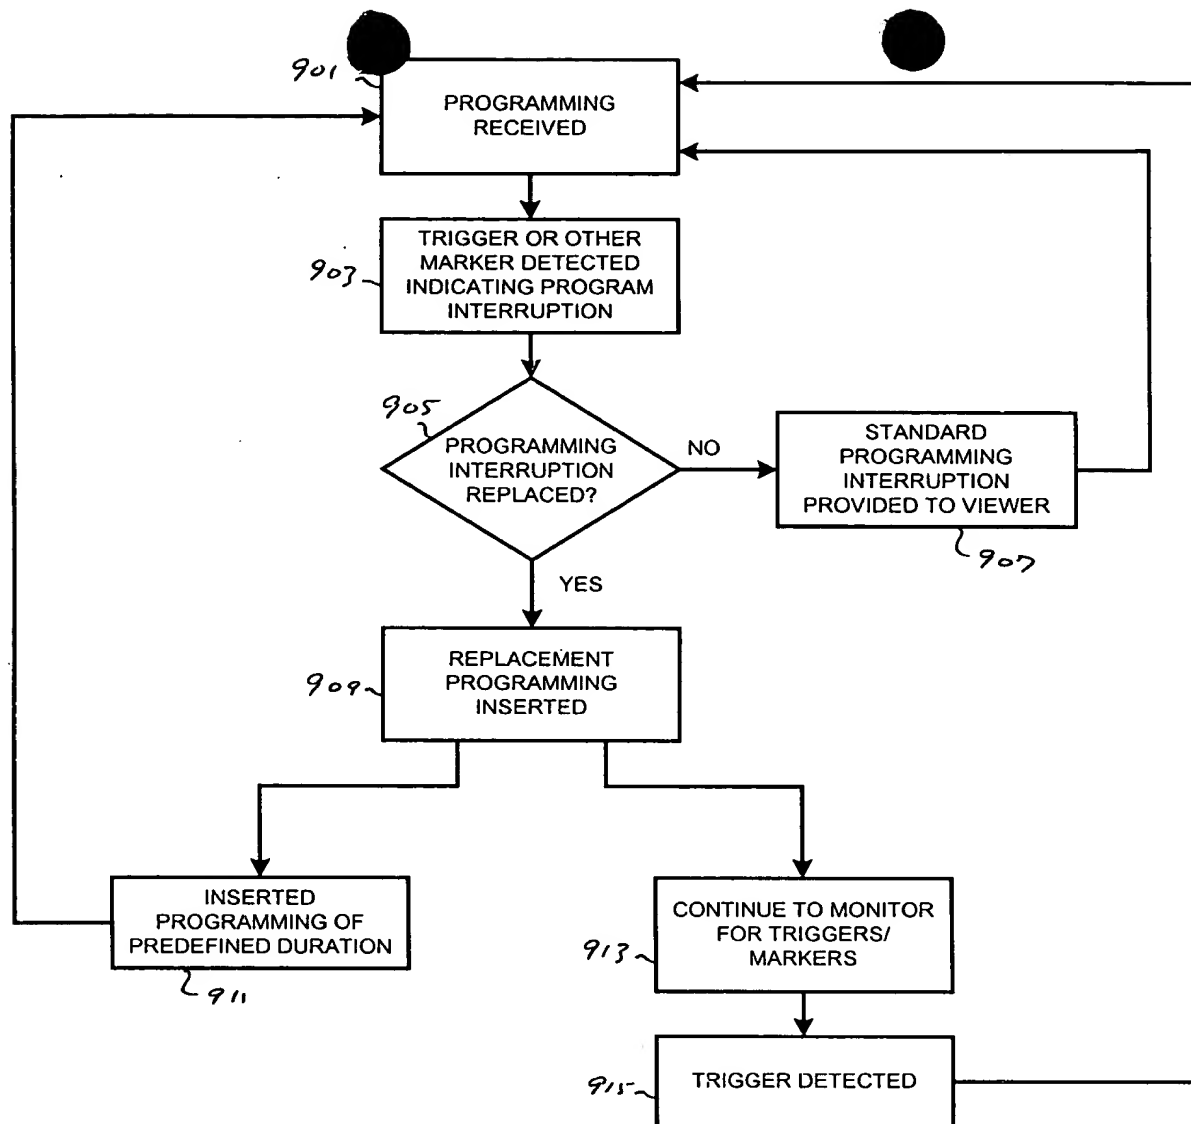 901
PROGRAMMING
RECEIVED
903
TRIGGER OR OTHER
MARKER DETECTED
INDICATING PROGRAM
INTERRUPTION
905
PROGRAMMING
INTERRUPTION
REPLACED?
NO
STANDARD
PROGRAMMING
INTERRUPTION
PROVIDED TO VIEWER
907
YES
909
REPLACEMENT
PROGRAMMING
INSERTED
INSERTED
PROGRAMMING OF
PREDEFINED DURATION
911
913
CONTINUE TO MONITOR
FOR TRIGGERS/
MARKERS
915
TRIGGER DETECTED